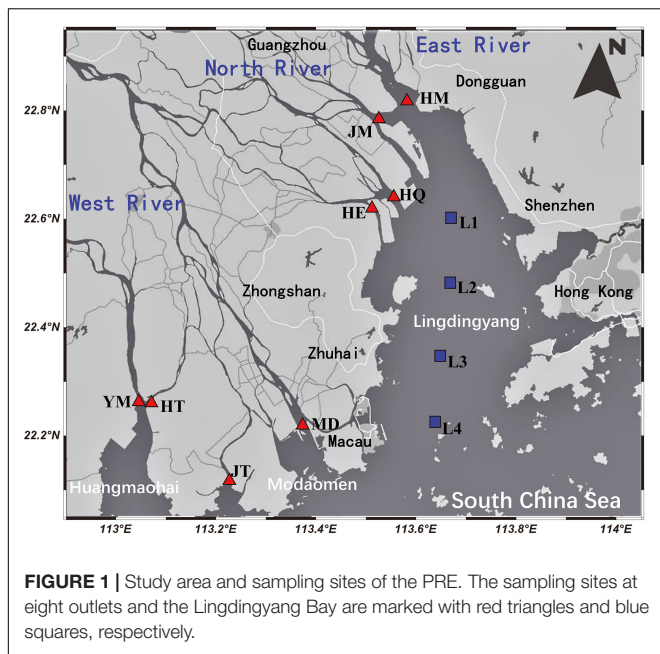 Guangzhou
East River
North River
Dongguan
22.8°N
HM
JM
HQ
HE
Shenzhen
22.6°N
West River
L1
L2
Zhongshan
Hong Kong
Lingdingyang
22.4°N
Zhuhai
L3
YM
HT
MD
L4
22.2°N
Macau
JT
Huangmaohai
Modaomen
South China Sea
113°E
113.2°E
113.4°E
113.6°E
113.8°E
114°E
FIGURE 1 | Study area and sampling sites of the PRE. The sampling sites at
eight outlets and the Lingdingyang Bay are marked with red triangles and blue
squares, respectively.